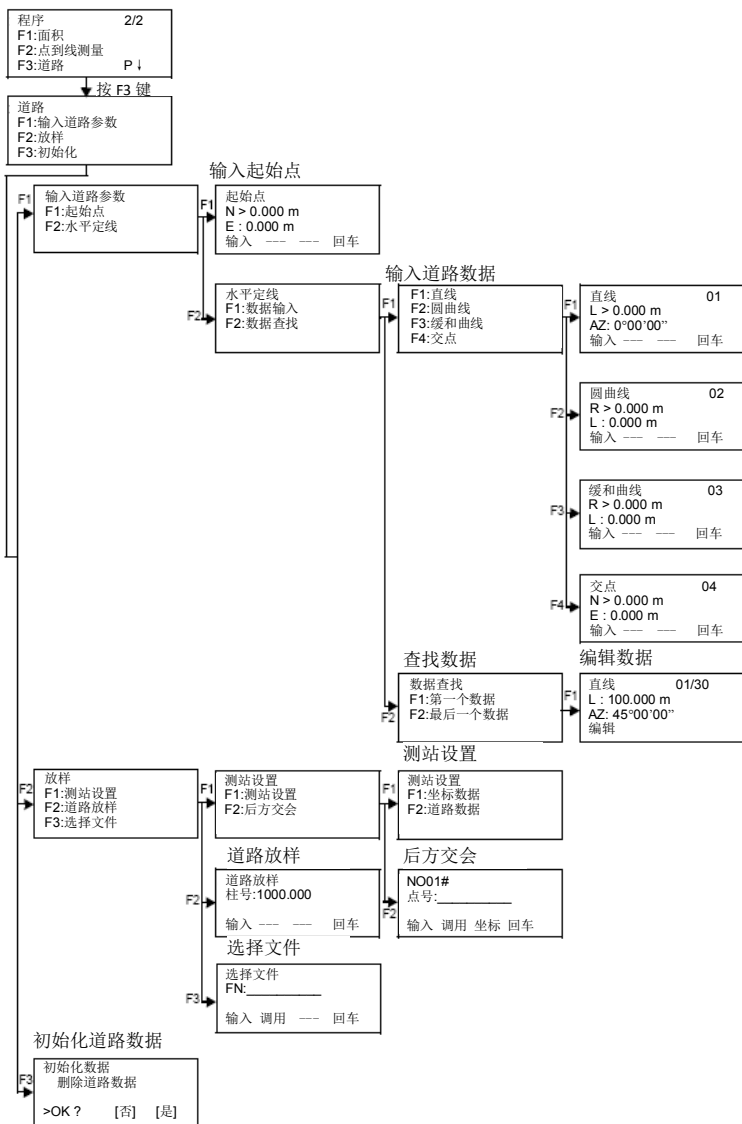 程序 2/2
F1:面积
F2:点到线测量
F3:道路 P↓
按 F3 键
道路
F1:输入道路参数
F2:放样
F3:初始化
输入起始点
F1
输入道路参数
F1:起始点
F2:水平定线
F1
起始点
N > 0.000 m
E : 0.000 m
输入 --- --- 回车
输入道路数据
F2
水平定线
F1:数据输入
F2:数据查找
F1
F1:直线
F2:圆曲线
F3:缓和曲线
F4:交点
F1
直线 01
L > 0.000 m
AZ: 0°00'00”
输入 --- --- 回车
F2
圆曲线 02
R > 0.000 m
L : 0.000 m
输入 --- --- 回车
F3
缓和曲线 03
R > 0.000 m
L : 0.000 m
输入 --- --- 回车
F4
交点 04
N > 0.000 m
E : 0.000 m
输入 --- --- 回车
查找数据
编辑数据
F2
数据查找
F1:第一个数据
F2:最后一个数据
F1
直线 01/30
L : 100.000 m
AZ: 45°00'00”
编辑
测站设置
F2
放样
F1:测站设置
F2:道路放样
F3:选择文件
F1
测站设置
F1:测站设置
F2:后方交会
F1
测站设置
F1:坐标数据
F2:道路数据
道路放样
后方交会
F2
道路放样
柱号:1000.000
输入 --- --- 回车
F2
NO01#
点号:__________
输入 调用 坐标 回车
选择文件
F3
选择文件
FN:__________
输入 调用 --- 回车
初始化道路数据
F3
初始化数据
删除道路数据
>OK ? [否] [是]